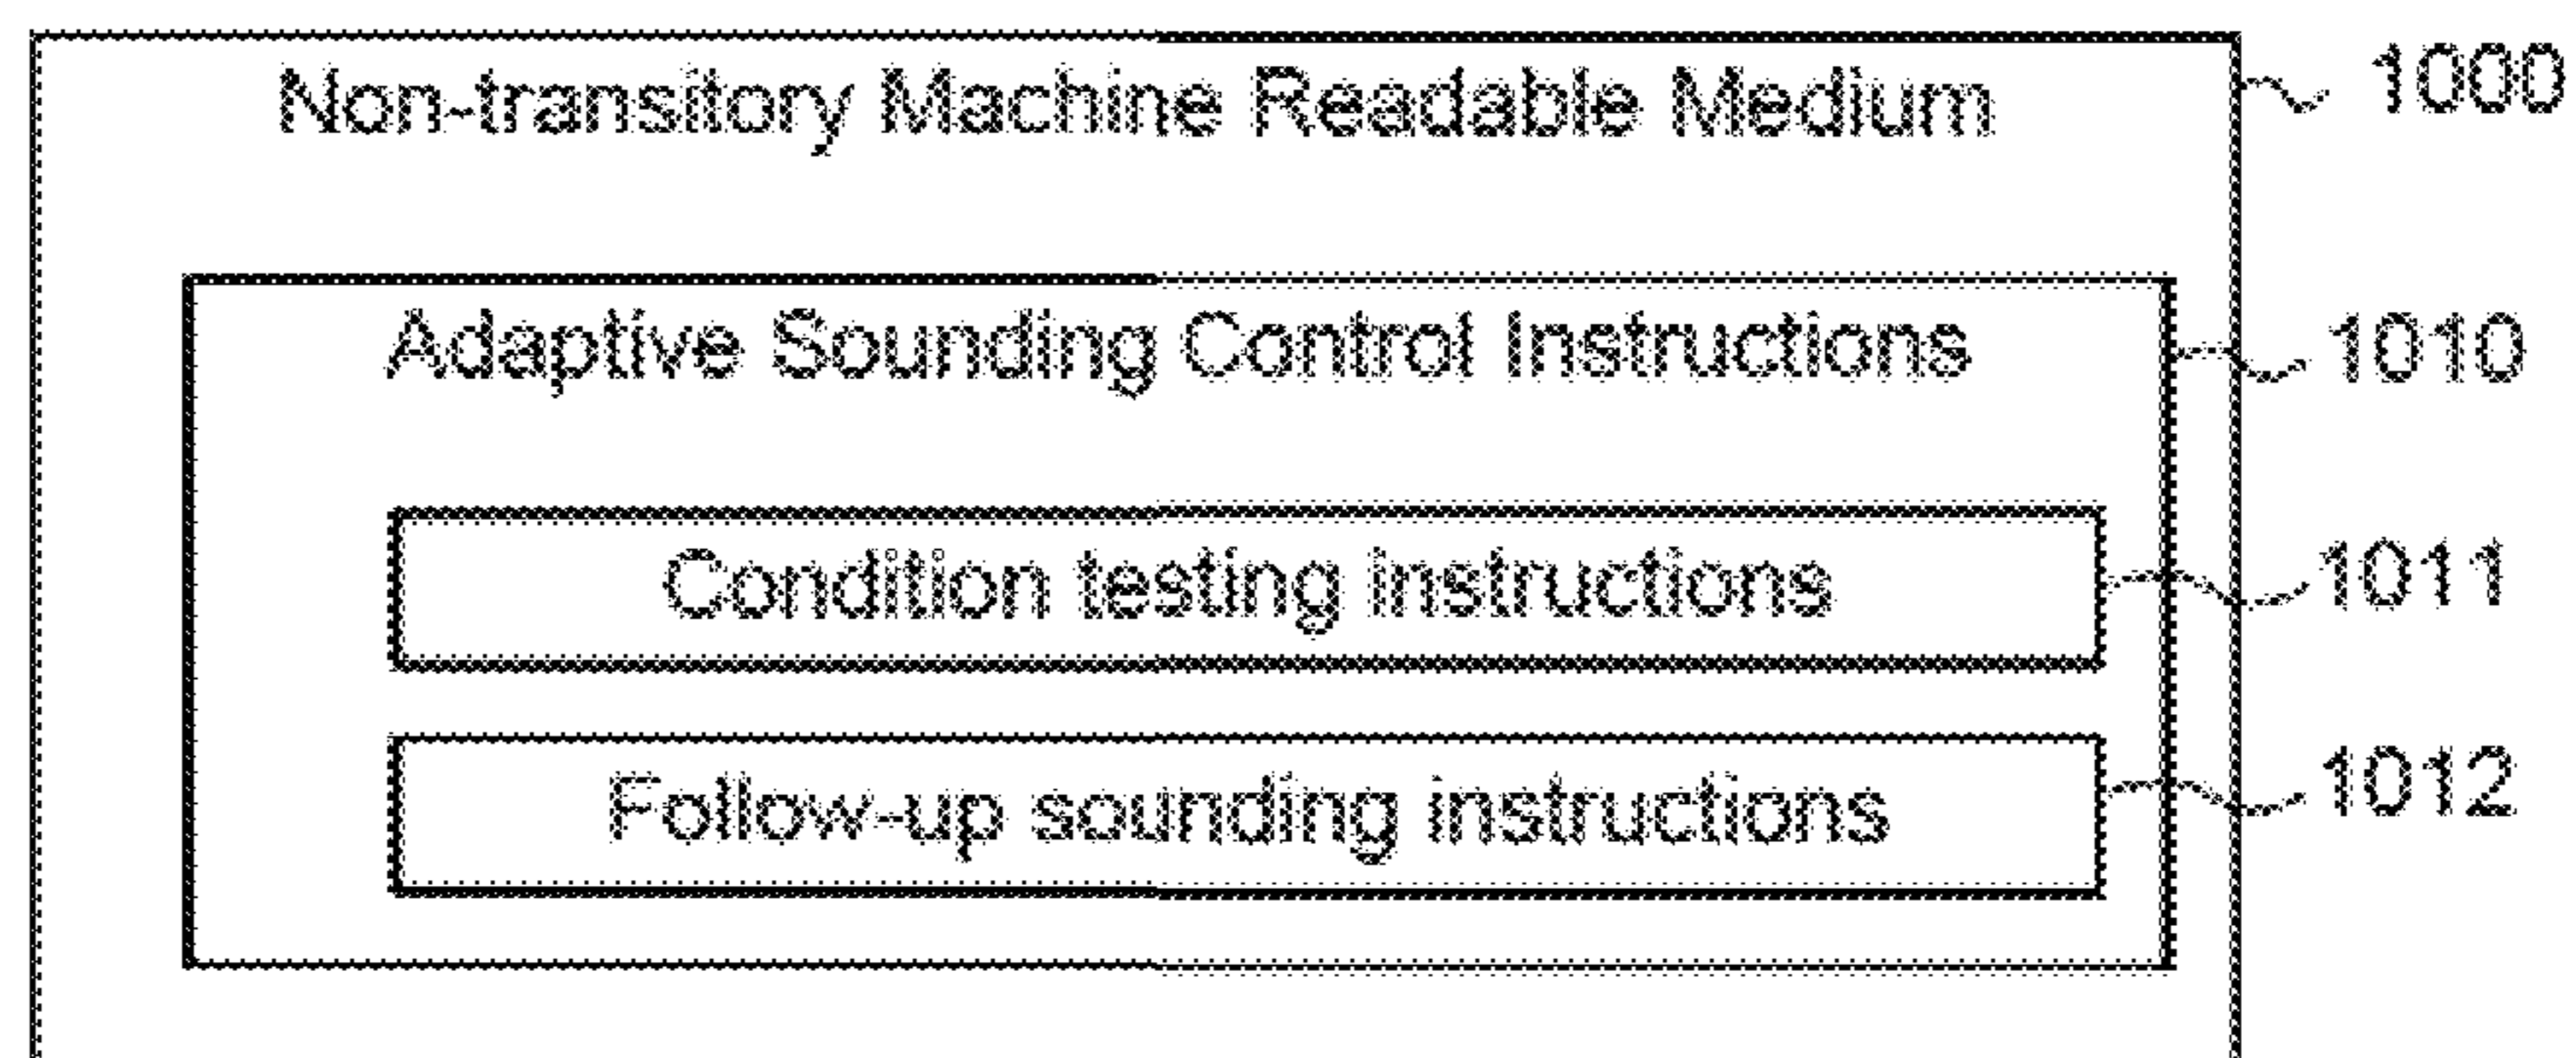 Non-transitory Machine Readable Medium 1000
Adaptive Sounding Control Instructions 1010
Condition testing instructions 1011
Follow-up sounding instructions 1012